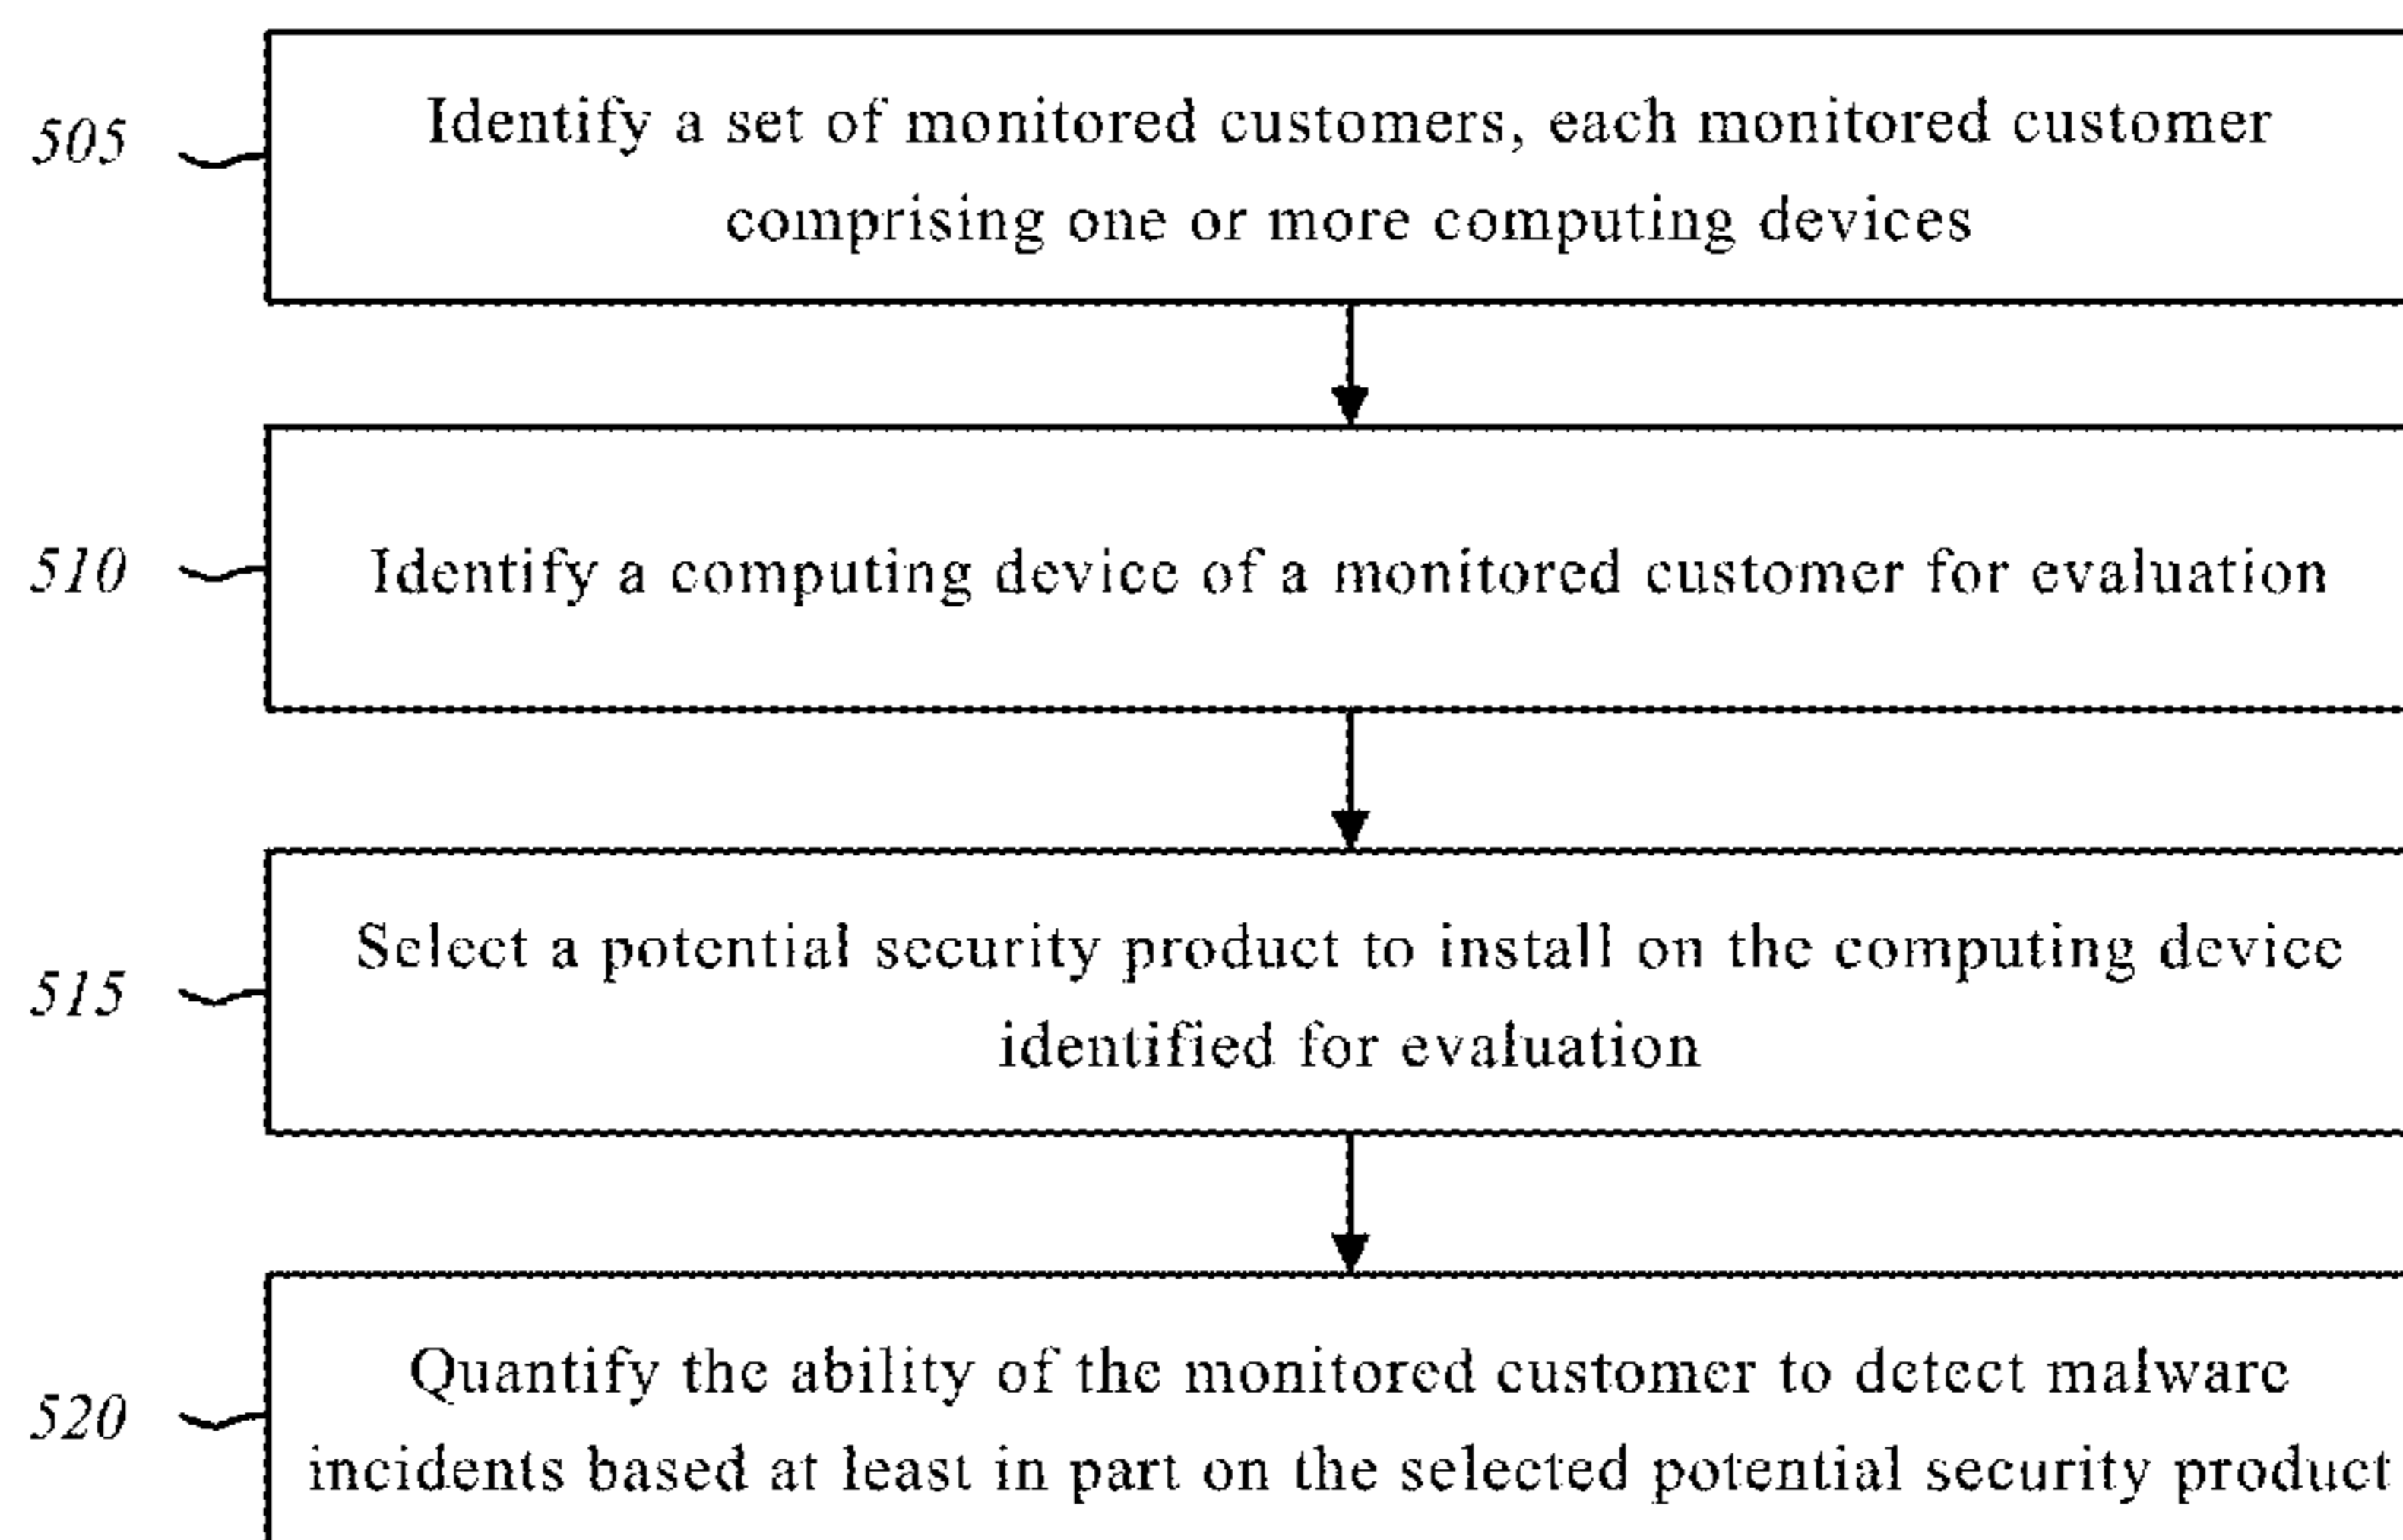 505
Identify a set of monitored customers, each monitored customer
comprising one or more computing devices
510
Identify a computing device of a monitored customer for evaluation
515
Select a potential security product to install on the computing device
identified for evaluation
520
Quantify the ability of the monitored customer to detect malware
incidents based at least in part on the selected potential security product